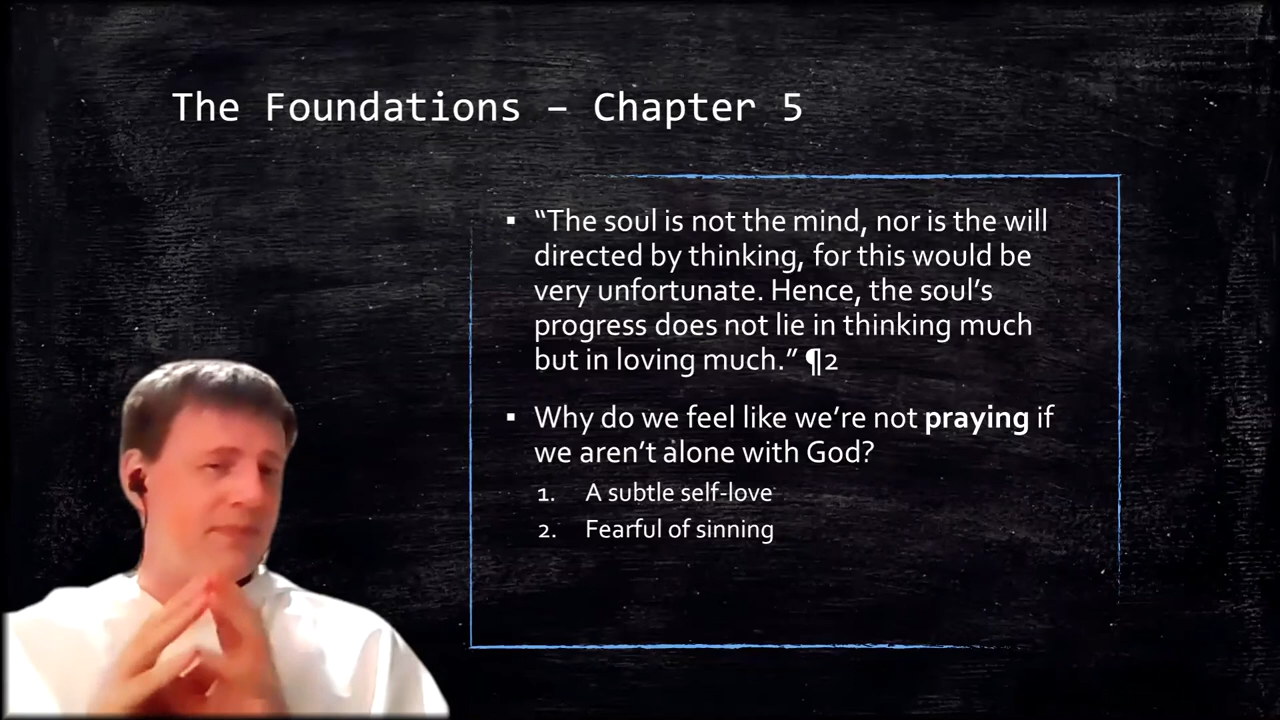 The Foundations – Chapter 5
▪ “The soul is not the mind, nor is the will
directed by thinking, for this would be
very unfortunate. Hence, the soul’s
progress does not lie in thinking much
but in loving much.” ¶2
▪ Why do we feel like we’re not praying if
we aren’t alone with God?
1. A subtle self-love
2. Fearful of sinning